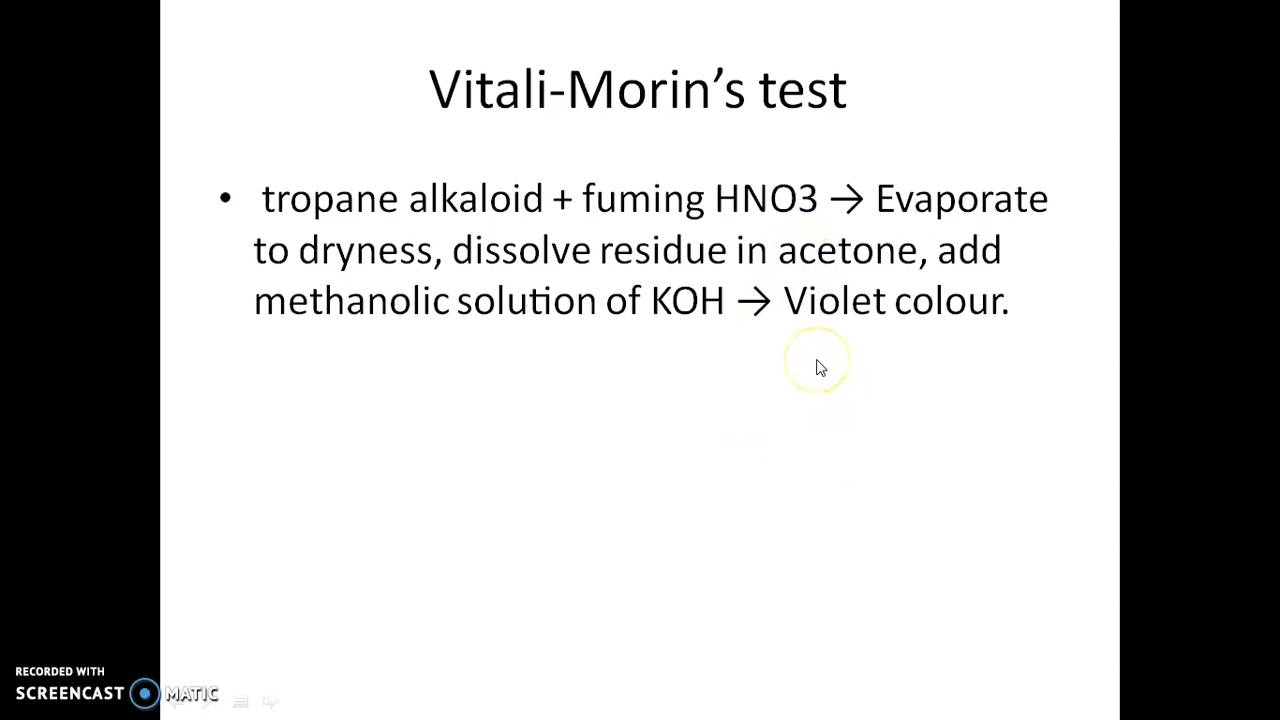 Vitali-Morin’s test
• tropane alkaloid + fuming HNO3 → Evaporate
to dryness, dissolve residue in acetone, add
methanolic solution of KOH → Violet colour.
RECORDED WITH
SCREENCAST MATIC